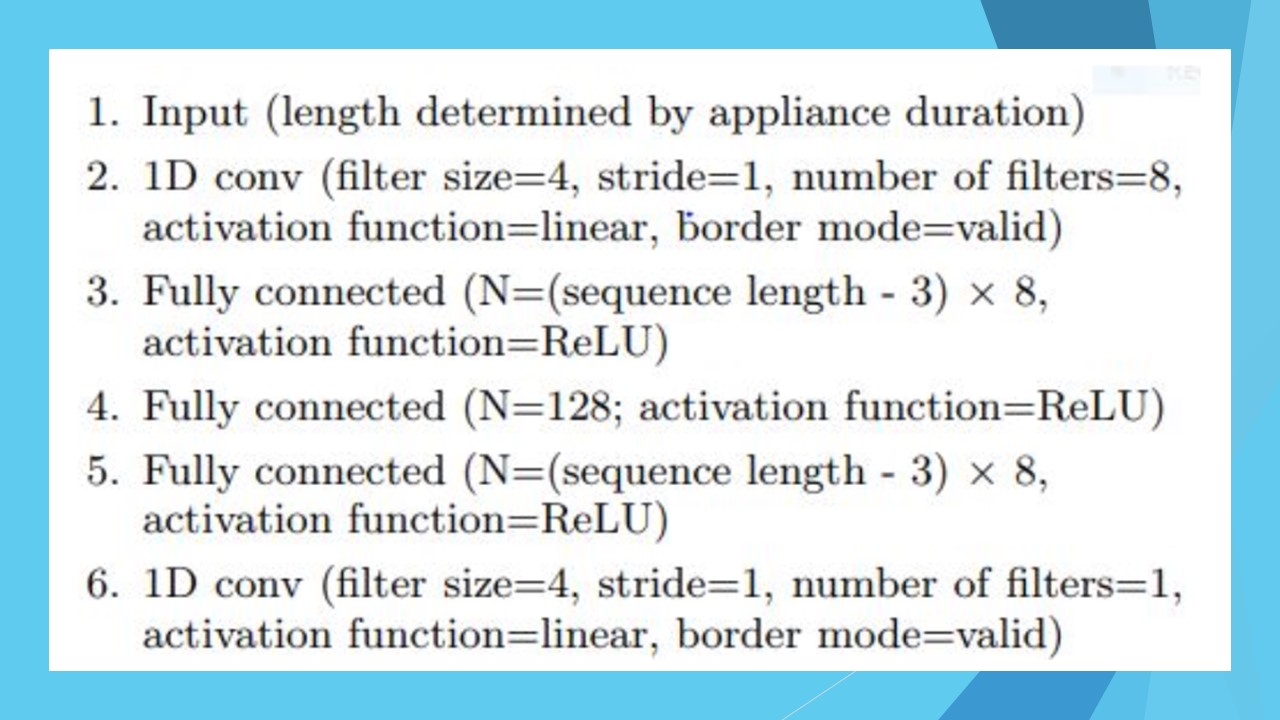 1. Input (length determined by appliance duration)
2. 1D conv (filter size=4, stride=1, number of filters=8,
activation function=linear, border mode=valid)
3. Fully connected (N=(sequence length - 3) × 8,
activation function=ReLU)
4. Fully connected (N=128; activation function=ReLU)
5. Fully connected (N=(sequence length - 3) × 8,
activation function=ReLU)
6. 1D conv (filter size=4, stride=1, number of filters=1,
activation function=linear, border mode=valid)